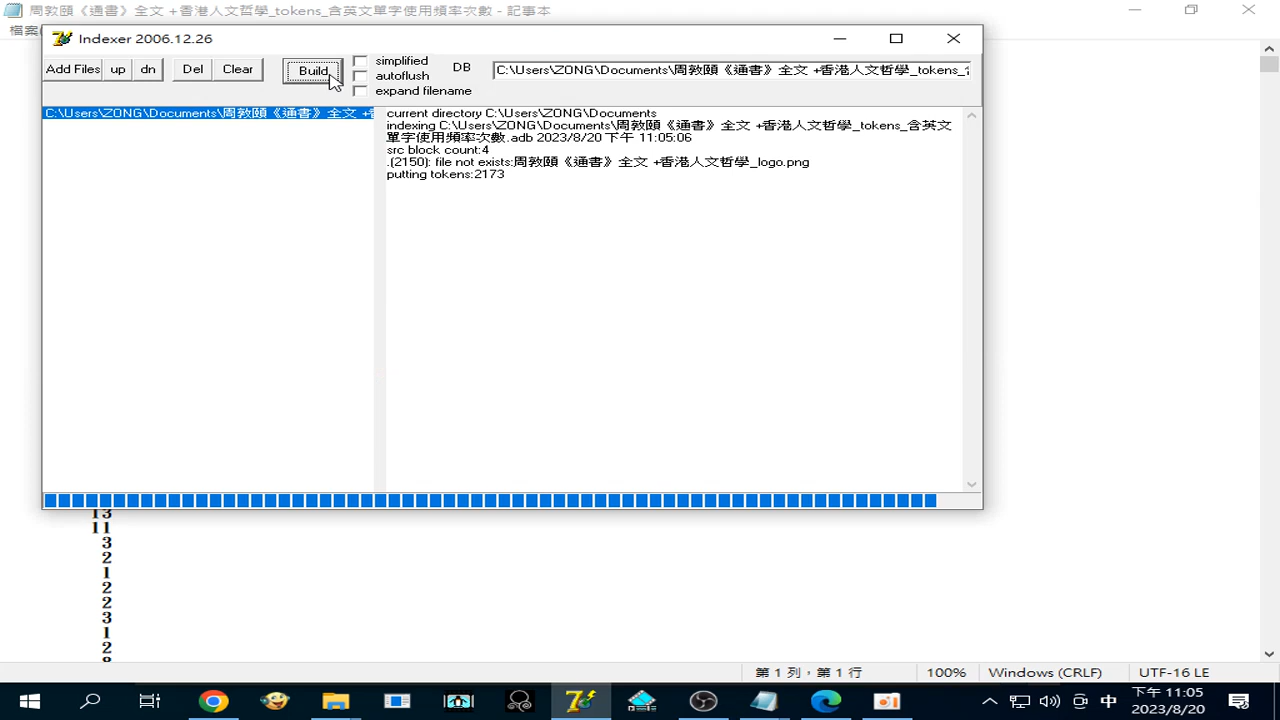 周敦頤《通書》全文 +香港人文哲學_tokens_含英文單字使用頻率次數 - 記事本
檔案
Indexer 2006.12.26
Add Files up dn Del Clear Build
simplified
autoflush
expand filename
DB
C:\Users\ZONG\Documents\周敦頤《通書》全文 +香港人文哲學_tokens_
C:\Users\ZONG\Documents\周敦頤《通書》全文 +
current directory C:\Users\ZONG\Documents
indexing C:\Users\ZONG\Documents\周敦頤《通書》全文 +香港人文哲學_tokens_含英文
單字使用頻率次數.adb 2023/8/20 下午 11:05:06
src block count:4
.(2150): file not exists:周敦頤《通書》全文 +香港人文哲學_logo.png
putting tokens:2173
13
11
3
2
1
2
2
3
1
2
第 1 列，第 1 行
100%
Windows (CRLF)
UTF-16 LE
中
下午 11:05
2023/8/20